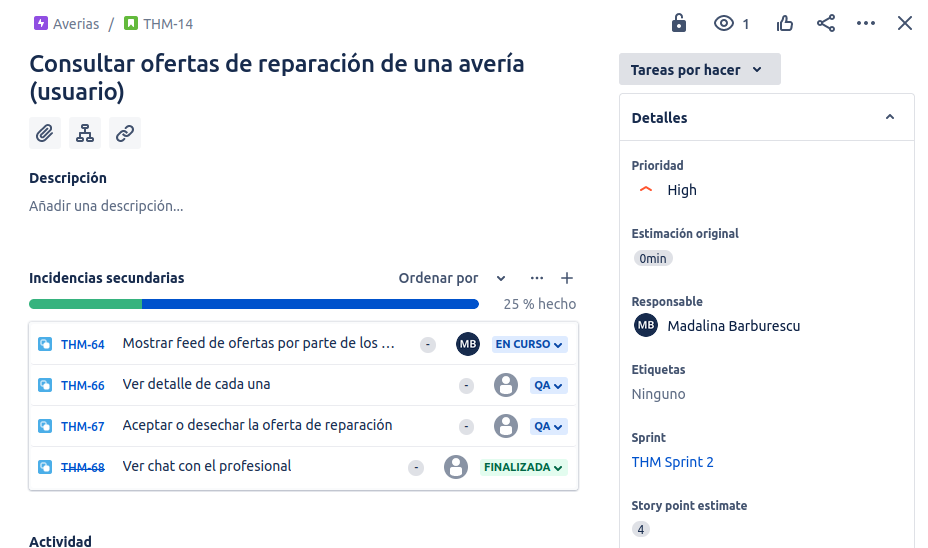 Averias / THM-14
1
Consultar ofertas de reparación de una avería
(usuario)
Descripción
Añadir una descripción...
Incidencias secundarias
Ordenar por
25 % hecho
THM-64 Mostrar feed de ofertas por parte de los ... - MB EN CURSO
THM-66 Ver detalle de cada una - QA
THM-67 Aceptar o desechar la oferta de reparación - QA
THM-68 Ver chat con el profesional - FINALIZADA
Actividad
Tareas por hacer
Detalles
Prioridad
High
Estimación original
0min
Responsable
MB Madalina Barburescu
Etiquetas
Ninguno
Sprint
THM Sprint 2
Story point estimate
4